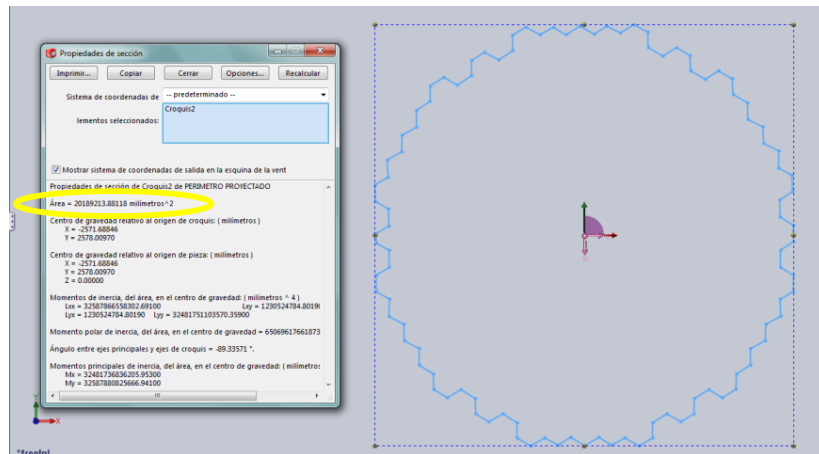 Propiedades de sección
Imprimir... Copiar Cerrar Opciones... Recalcular
Sistema de coordenadas de -- predeterminado --
lementos seleccionados: Croquis2
Mostrar sistema de coordenadas de salida en la esquina de la vent
Propiedades de sección de Croquis2 de PERIMETRO PROYECTADO
Área = 20189213.88118 milímetros^2
Centro de gravedad relativo al origen de croquis: ( milímetros )
X = -2571.68846
Y = 2578.00970
Centro de gravedad relativo al origen de pieza: ( milímetros )
X = -2571.68846
Y = 2578.00970
Z = 0.00000
Momentos de inercia, del área, en el centro de gravedad: ( milímetros ^ 4 )
Lxx = 32587866558302.69100 Lxy = 1230524784.8019
Lyx = 1230524784.80190 Lyy = 32481751103570.35900
Momento polar de inercia, del área, en el centro de gravedad = 65069617661873
Ángulo entre ejes principales y ejes de croquis = -89.33571 °.
Momentos principales de inercia, del área, en el centro de gravedad: ( milímetros
Mx = 32481736836205.95300
My = 32587880825666.94100
Y
X
*Frontal